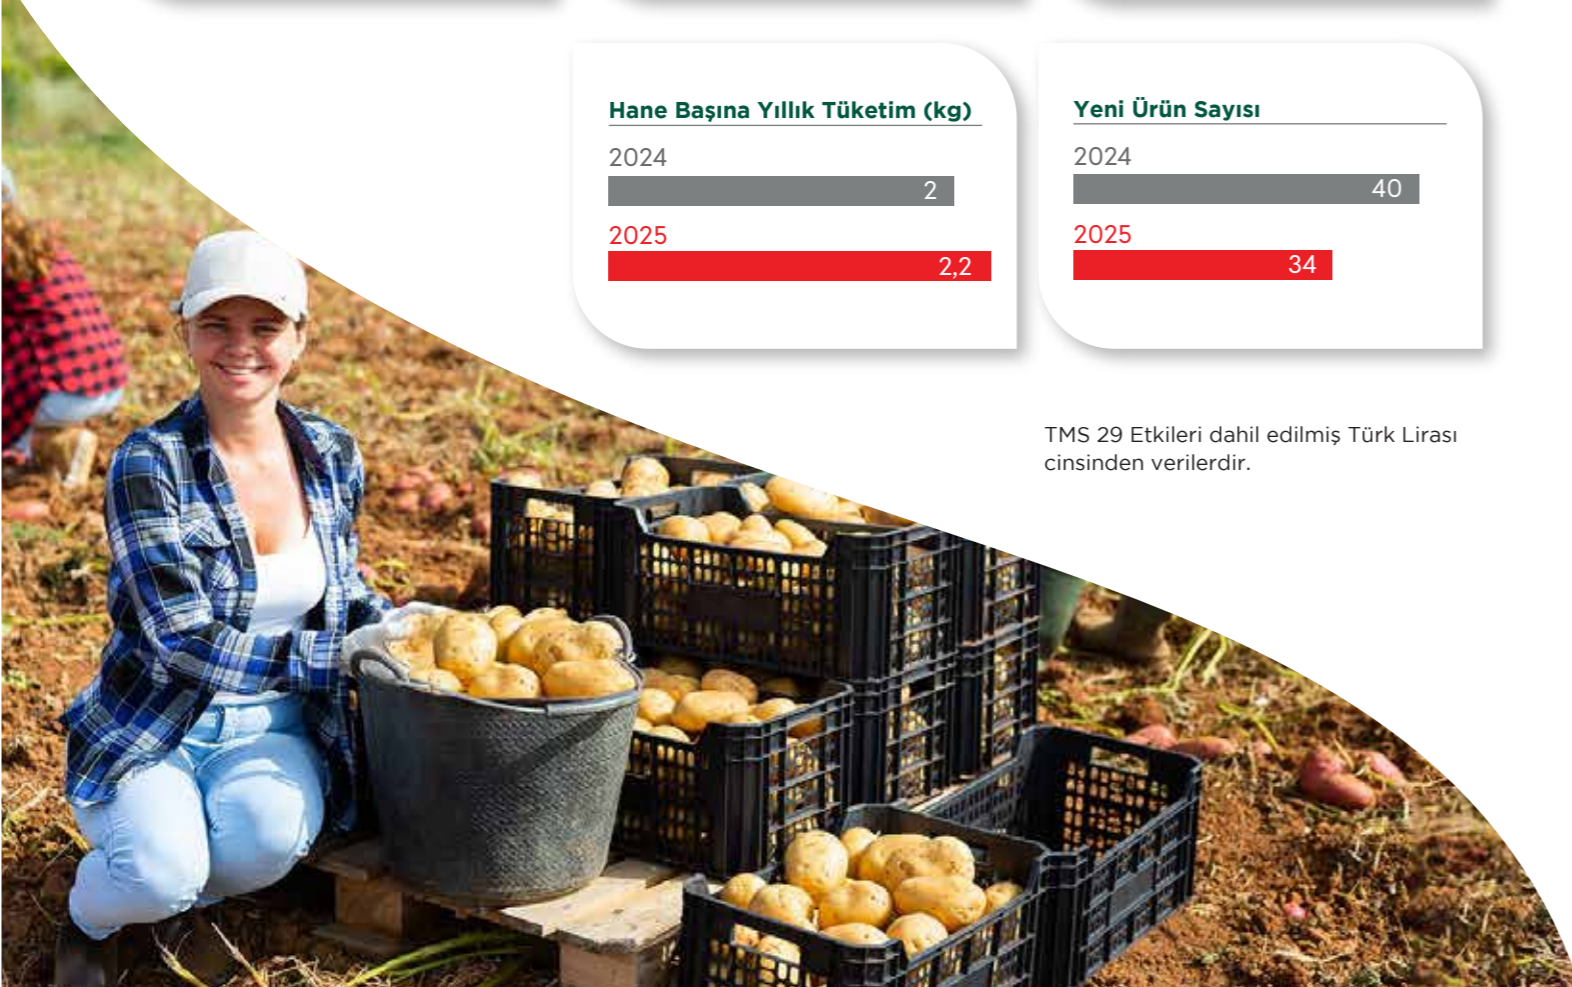 Hane Başına Yıllık Tüketim (kg)
2024
2
2025
2,2
Yeni Ürün Sayısı
2024
40
2025
34
TMS 29 Etkileri dahil edilmiş Türk Lirası
cinsinden verilerdir.